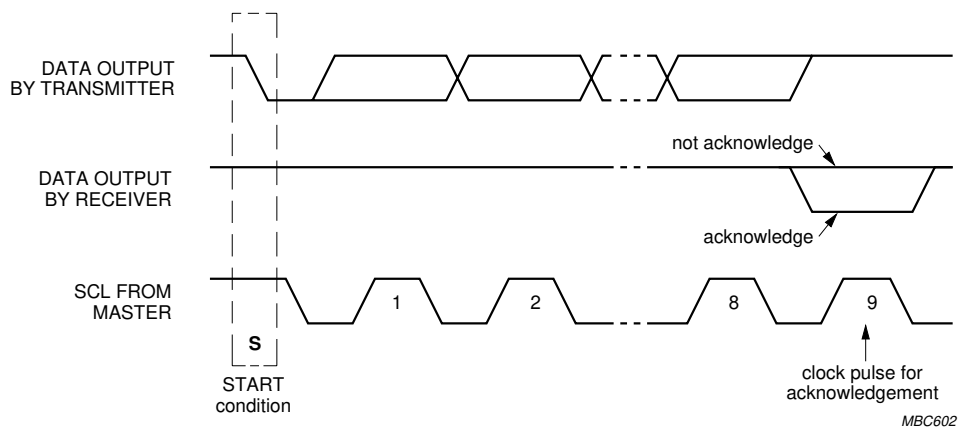 DATA OUTPUT
BY TRANSMITTER
not acknowledge
DATA OUTPUT
BY RECEIVER
acknowledge
SCL FROM
MASTER
1
2
8
9
S
START
condition
clock pulse for
acknowledgement
MBC602